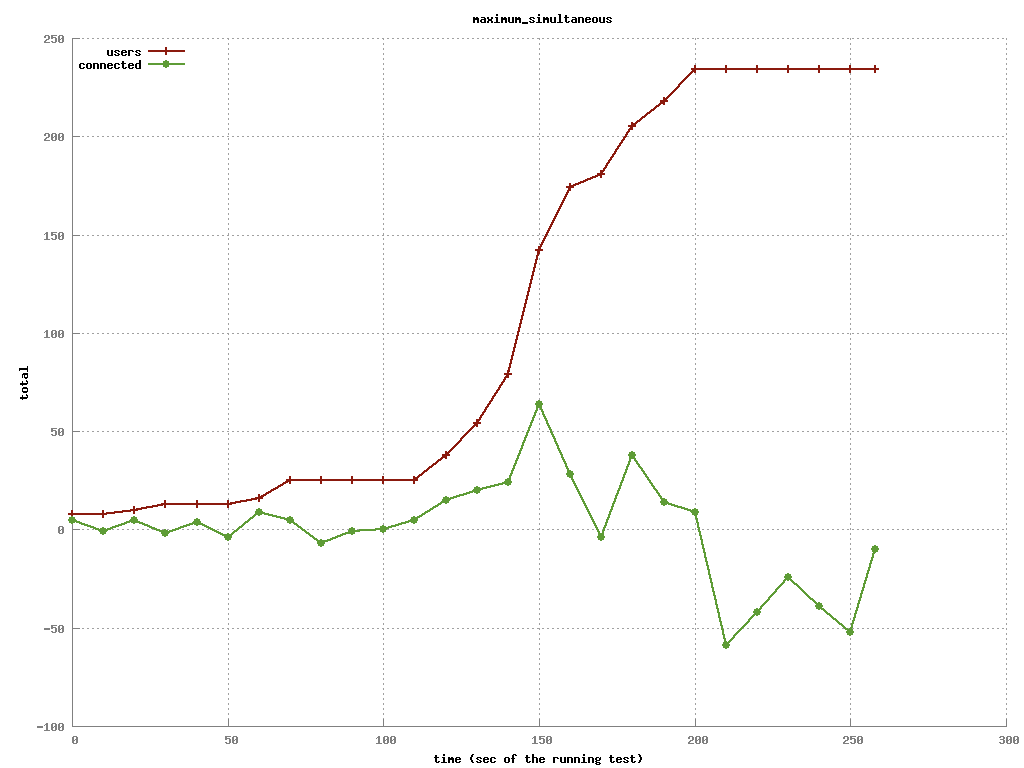 maximum_simultaneous
250
users
connected
200
150
100
total
50
0
-50
-100
0 50 100 150 200 250 300
time (sec of the running test)